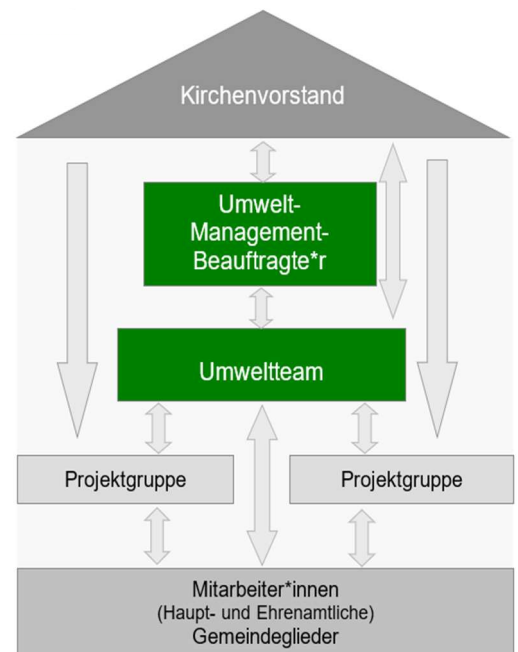 Kirchenvorstand
Umwelt-
Management-
Beauftragte*r
Umweltteam
Projektgruppe
Projektgruppe
Mitarbeiter*innen
(Haupt- und Ehrenamtliche)
Gemeindeglieder